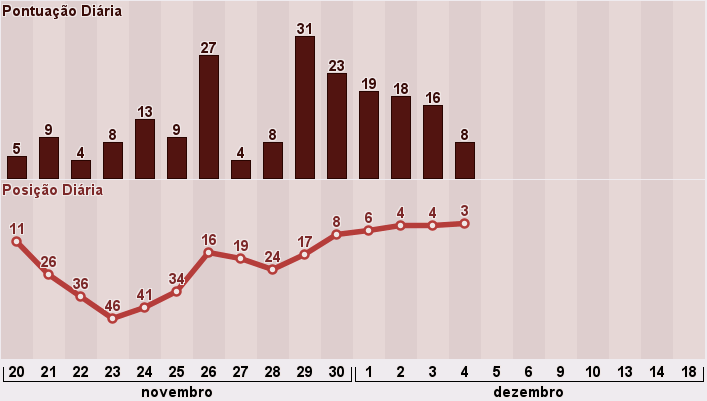 Pontuação Diária
5 9 4 8 13 9 27 4 8 31 23 19 18 16 8
Posição Diária
11 26 36 46 41 34 16 19 24 17 8 6 4 4 3
20 21 22 23 24 25 26 27 28 29 30 1 2 3 4 5 6 9 10 13 14 18
novembro dezembro